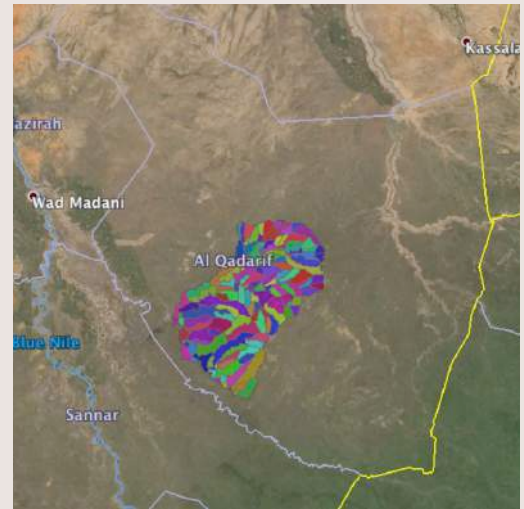 Kassala
azirah
Wad Madani
Al Qadarif
Blue Nile
Sannar